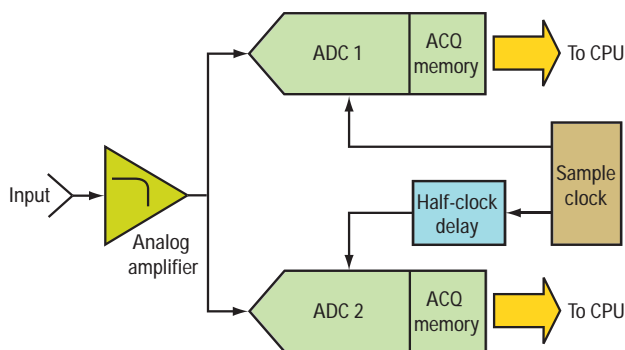 ADC 1
ACQ
memory
To CPU
Input
Analog
amplifier
Half-clock
delay
Sample
clock
ADC 2
ACQ
memory
To CPU